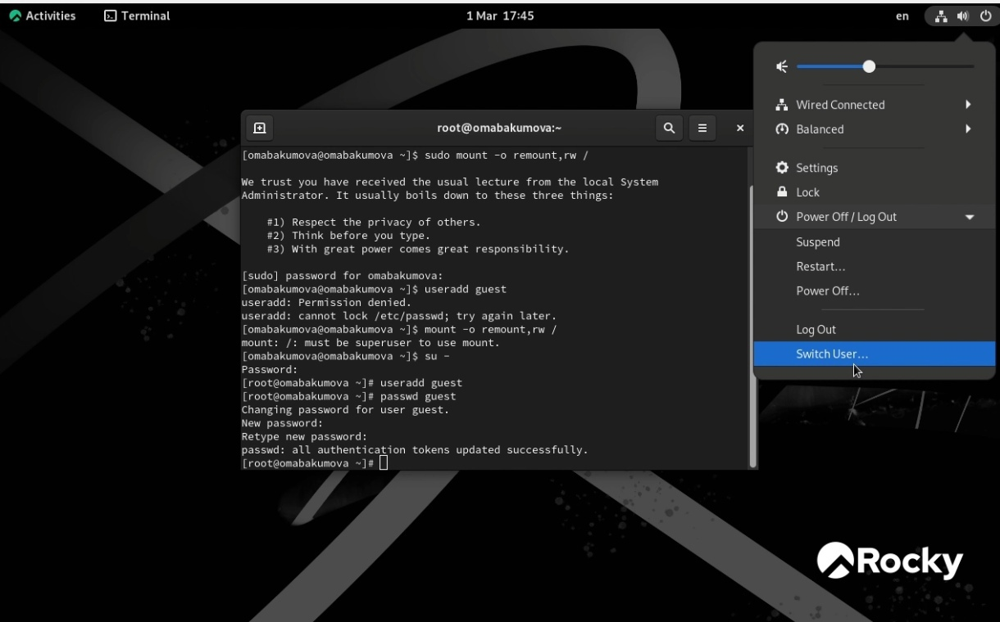 Activities
Terminal
1 Mar 17:45
en
root@omabakumova:~
[omabakumova@omabakumova ~]$ sudo mount -o remount,rw /
We trust you have received the usual lecture from the local System
Administrator. It usually boils down to these three things:
#1) Respect the privacy of others.
#2) Think before you type.
#3) With great power comes great responsibility.
[sudo] password for omabakumova:
[omabakumova@omabakumova ~]$ useradd guest
useradd: Permission denied.
useradd: cannot lock /etc/passwd; try again later.
[omabakumova@omabakumova ~]$ mount -o remount,rw /
mount: /: must be superuser to use mount.
[omabakumova@omabakumova ~]$ su -
Password:
[root@omabakumova ~]# useradd guest
[root@omabakumova ~]# passwd guest
Changing password for user guest.
New password:
Retype new password:
passwd: all authentication tokens updated successfully.
[root@omabakumova ~]#
Wired Connected
Balanced
Settings
Lock
Power Off / Log Out
Suspend
Restart...
Power Off...
Log Out
Switch User...
Rocky